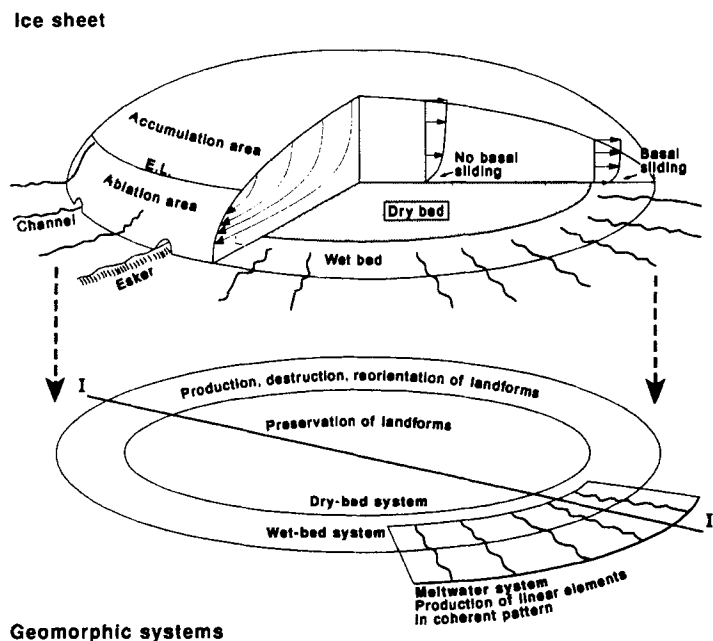 Ice sheet
Accumulation area
E.L.
Ablation area
No basal
sliding
Basal
sliding
Dry bed
Channel
Wet bed
Esker
I
Production, destruction, reorientation of landforms
Preservation of landforms
Dry-bed system
Wet-bed system
I
Meltwater system
Production of linear elements
in coherent pattern
Geomorphic systems